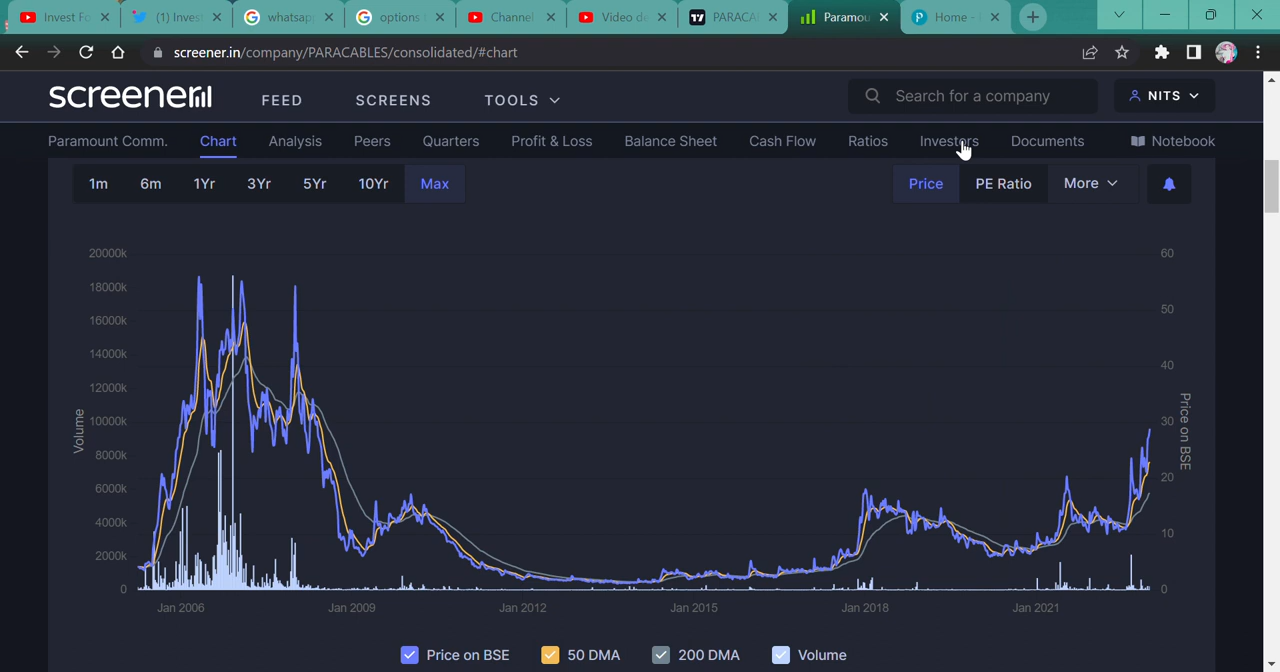 Invest Fo
(1) Invest
whatsap
options
Channel
Video de
PARACA
Paramou
Home -
screener.in/company/PARACABLES/consolidated/#chart
screener
FEED
SCREENS
TOOLS
Search for a company
NITS
Paramount Comm.
Chart
Analysis
Peers
Quarters
Profit & Loss
Balance Sheet
Cash Flow
Ratios
Investors
Documents
Notebook
1m
6m
1Yr
3Yr
5Yr
10Yr
Max
Price
PE Ratio
More
20000k
18000k
16000k
14000k
12000k
10000k
8000k
6000k
4000k
2000k
0
Volume
60
50
40
30
20
10
0
Price on BSE
Jan 2006
Jan 2009
Jan 2012
Jan 2015
Jan 2018
Jan 2021
Price on BSE
50 DMA
200 DMA
Volume